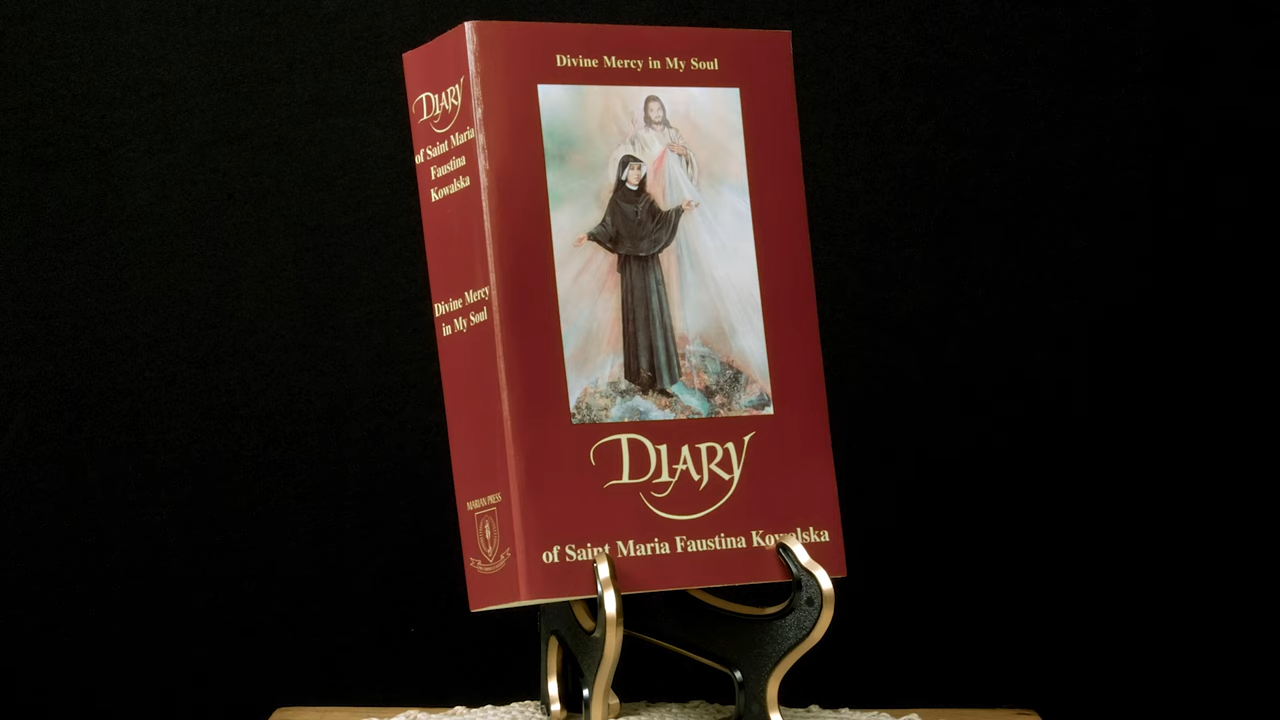 DIARY
of Saint Maria
Faustina
Kowalska
Divine Mercy
in My Soul
MARIAN PRESS
Divine Mercy in My Soul
DIARY
of Saint Maria Faustina Kowalska